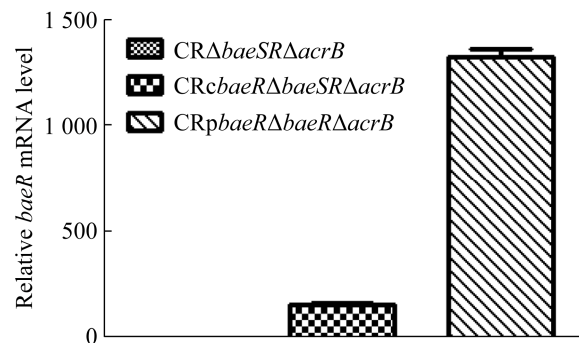 1 500
1 000
500
0
Relative baeR mRNA level
CRΔbaeSRΔacrB
CRcbaeRΔbaeSRΔacrB
CRpbaeRΔbaeRΔacrB